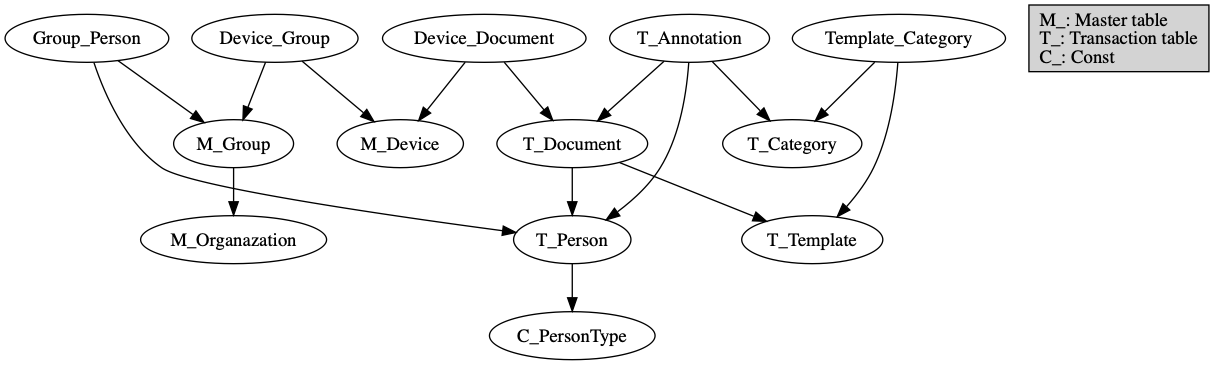 Group_Person
Device_Group
Device_Document
T_Annotation
Template_Category
M_: Master table
T_: Transaction table
C_: Const
M_Group
M_Device
T_Document
T_Category
M_Organazation
T_Person
T_Template
C_PersonType